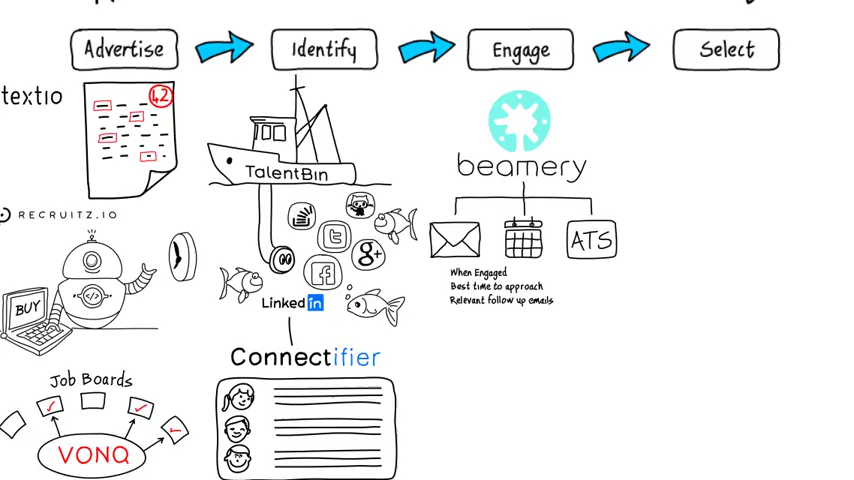 Advertise
Identify
Engage
Select
textio
42
TalentBin
beamery
RECRUITZ.IO
ATS
g+
f
t
When Engaged
Best time to approach
Relevant follow up emails
Linked in
BUY
</>
Connectifier
Job Boards
VONQ